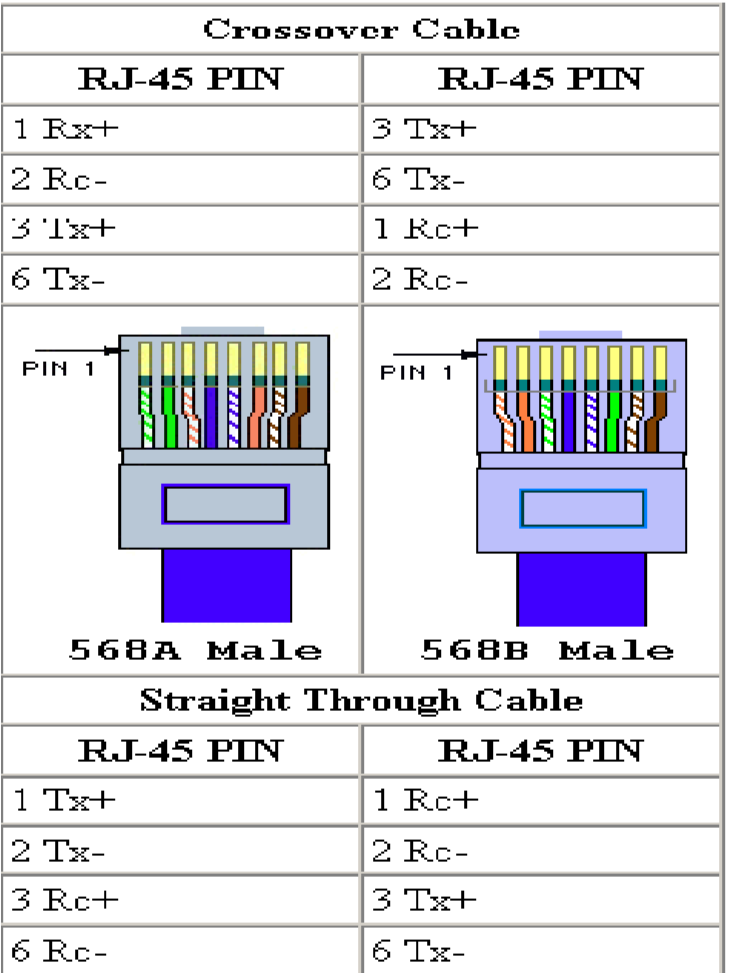 Crossover Cable
RJ-45 PIN RJ-45 PIN
1 Rx+ 3 Tx+
2 Rc- 6 Tx-
3 Tx+ 1 Rc+
6 Tx- 2 Rc-
PIN 1 PIN 1
568A Male 568B Male
Straight Through Cable
RJ-45 PIN RJ-45 PIN
1 Tx+ 1 Rc+
2 Tx- 2 Rc-
3 Rc+ 3 Tx+
6 Rc- 6 Tx-